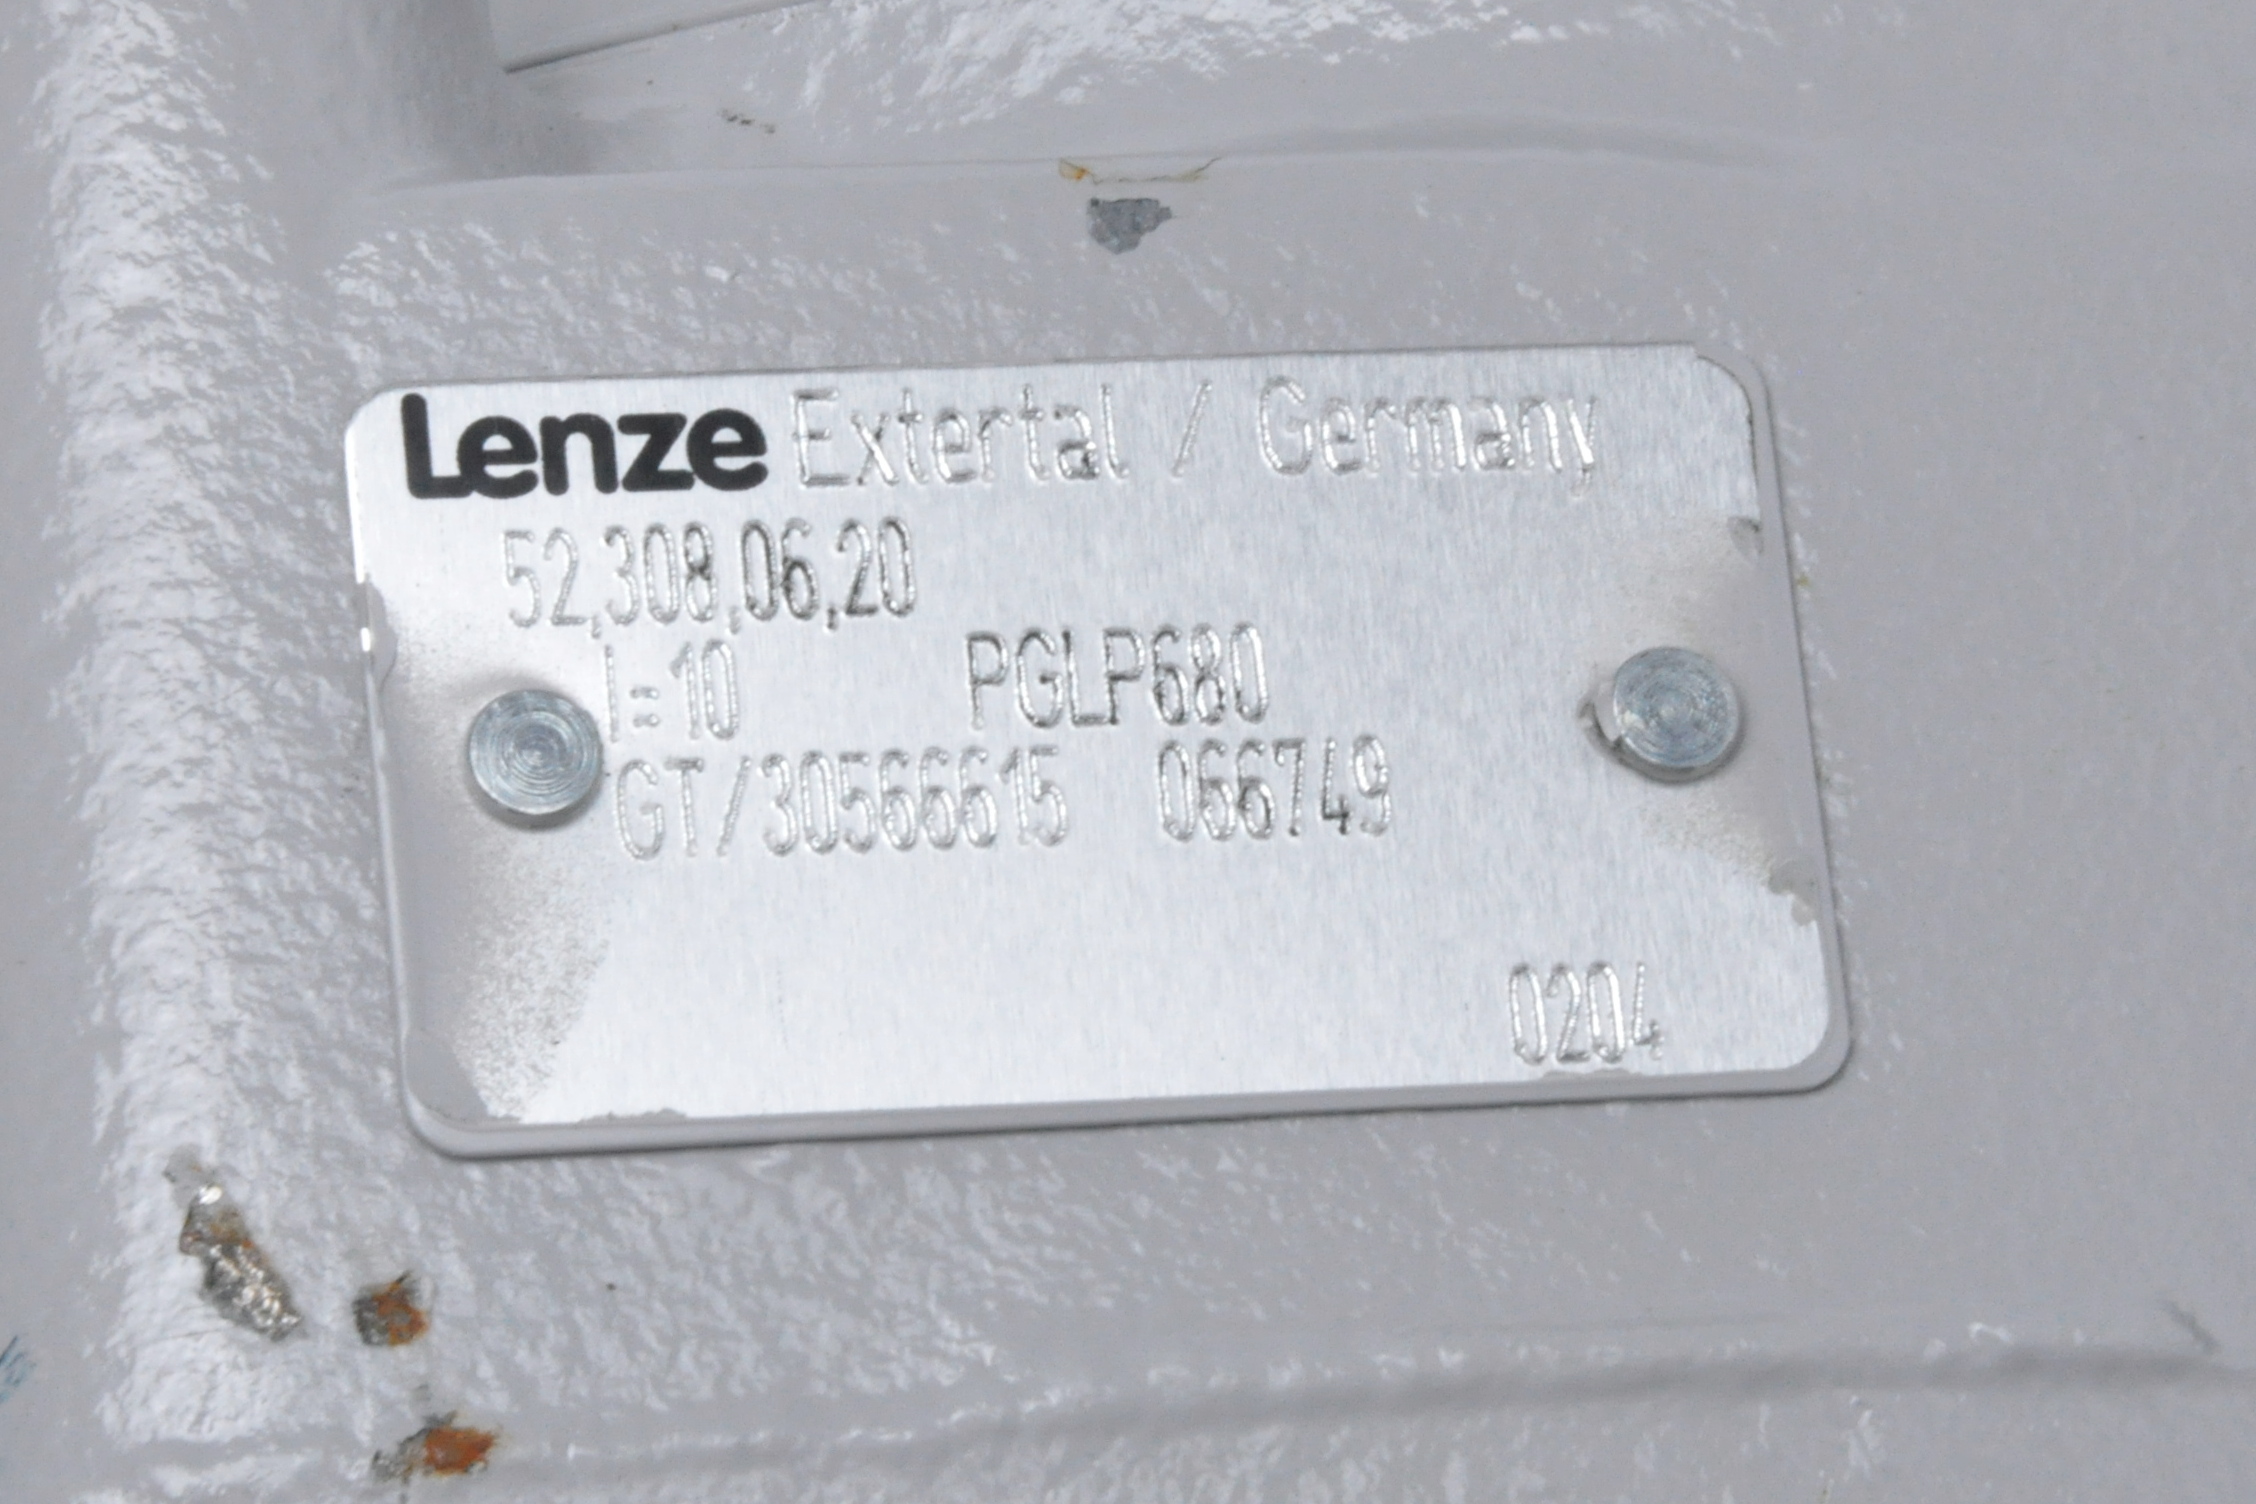 Lenze Extertal / Germany
52,308,06,20
I=10 PGLP680
GT/30566615 066749
0204